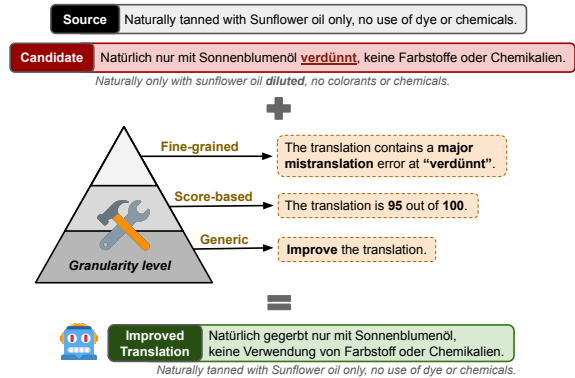 Source Naturally tanned with Sunflower oil only, no use of dye or chemicals.
Candidate Natürlich nur mit Sonnenblumenöl verdünnt, keine Farbstoffe oder Chemikalien.
Naturally only with sunflower oil diluted, no colorants or chemicals.
Fine-grained
The translation contains a major
mistranslation error at “verdünnt”.
Score-based
The translation is 95 out of 100.
Generic
Improve the translation.
Granularity level
Improved
Translation
Natürlich gegerbt nur mit Sonnenblumenöl,
keine Verwendung von Farbstoff oder Chemikalien.
Naturally tanned with Sunflower oil only, no use of dye or chemicals.